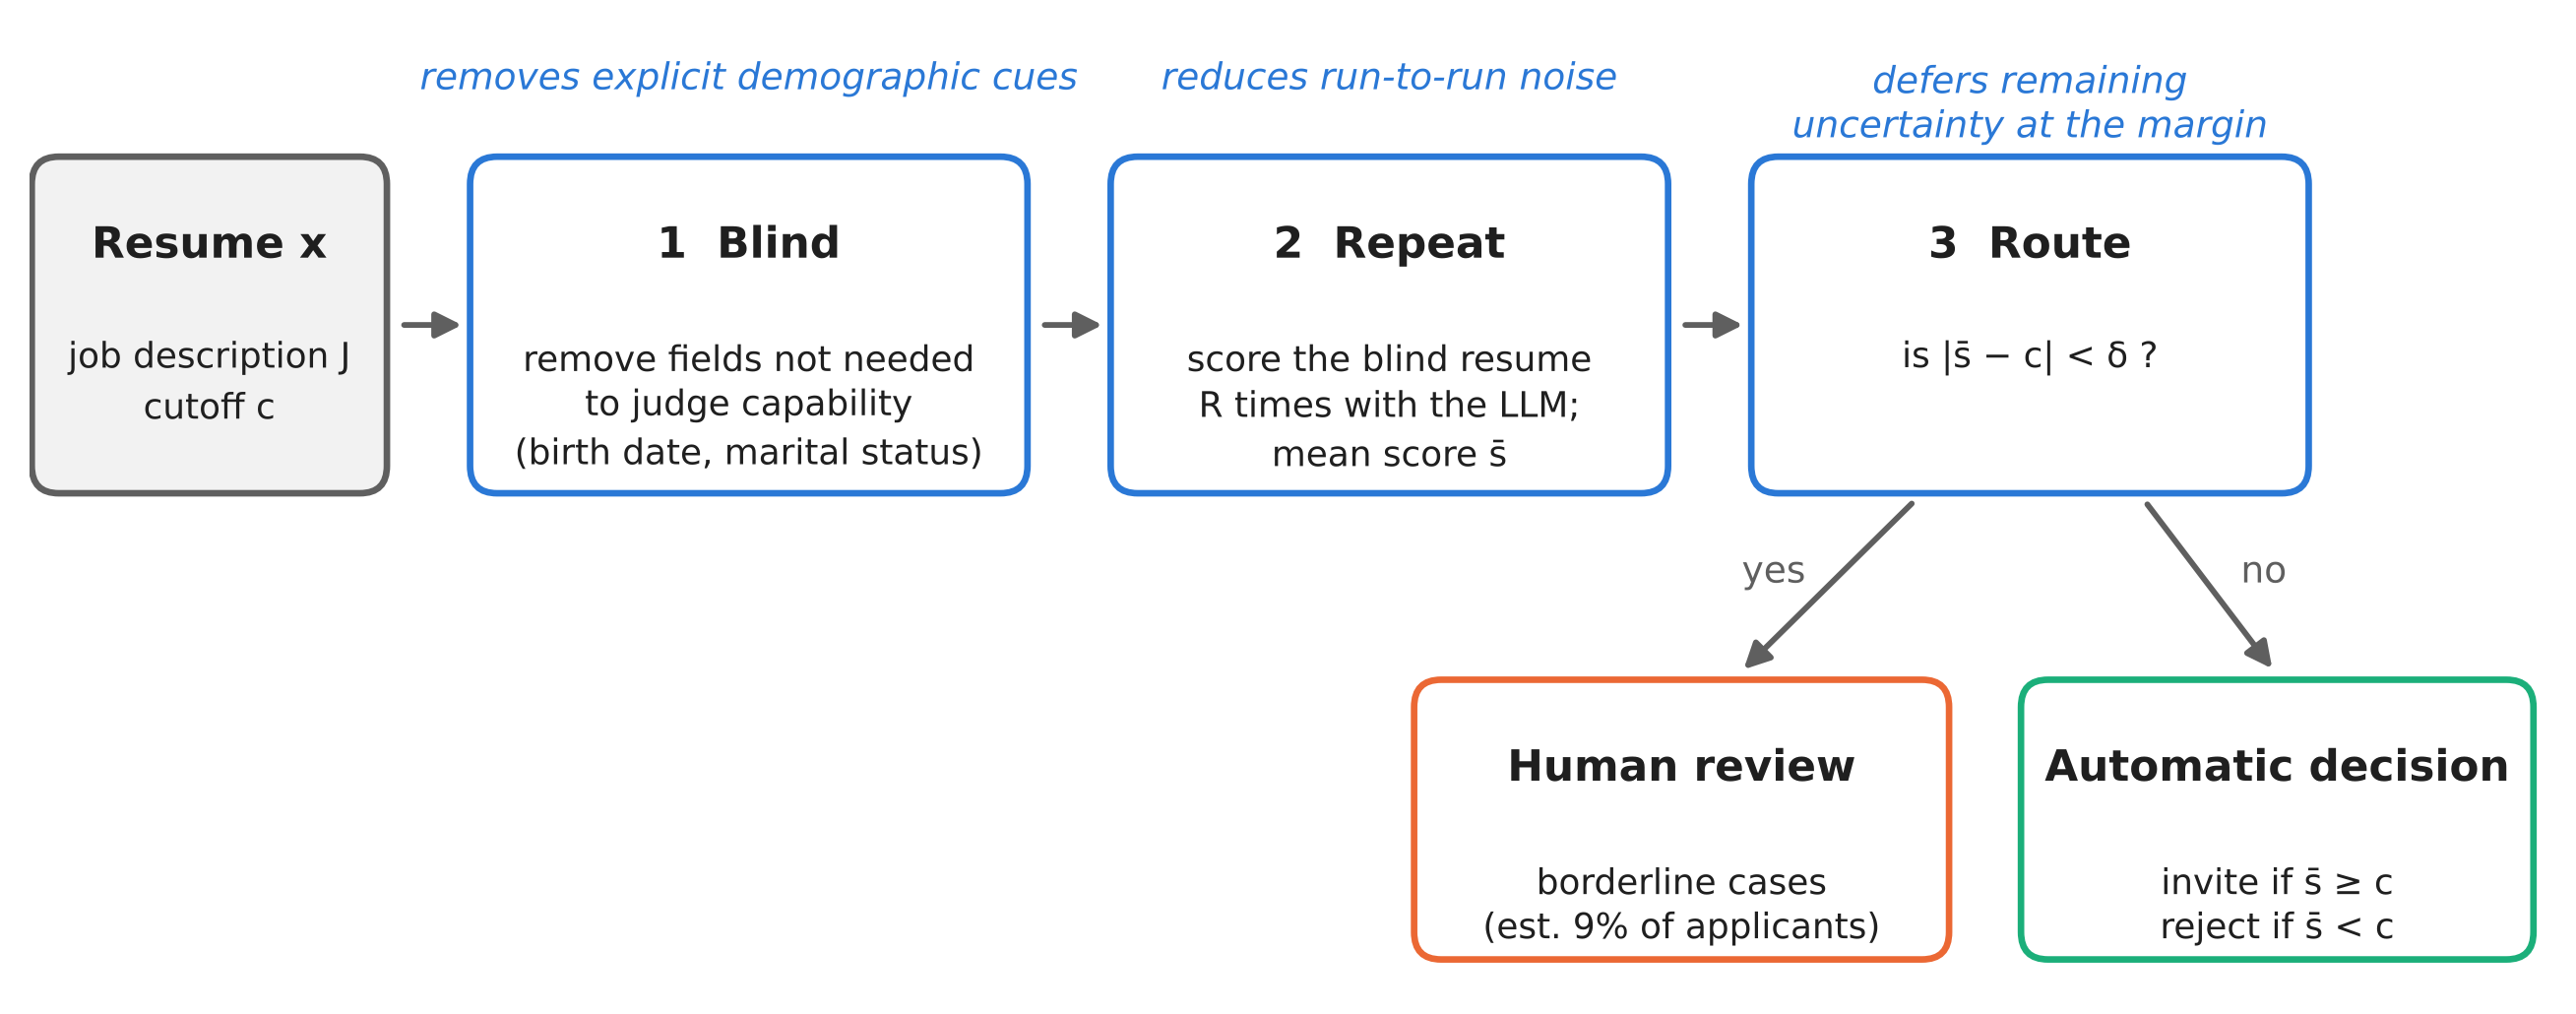 removes explicit demographic cues
reduces run-to-run noise
defers remaining
uncertainty at the margin
Resume x
job description J
cutoff c
1 Blind
remove fields not needed
to judge capability
(birth date, marital status)
2 Repeat
score the blind resume
R times with the LLM;
mean score s̄
3 Route
is |s̄ − c| < δ ?
yes
no
Human review
borderline cases
(est. 9% of applicants)
Automatic decision
invite if s̄ ≥ c
reject if s̄ < c